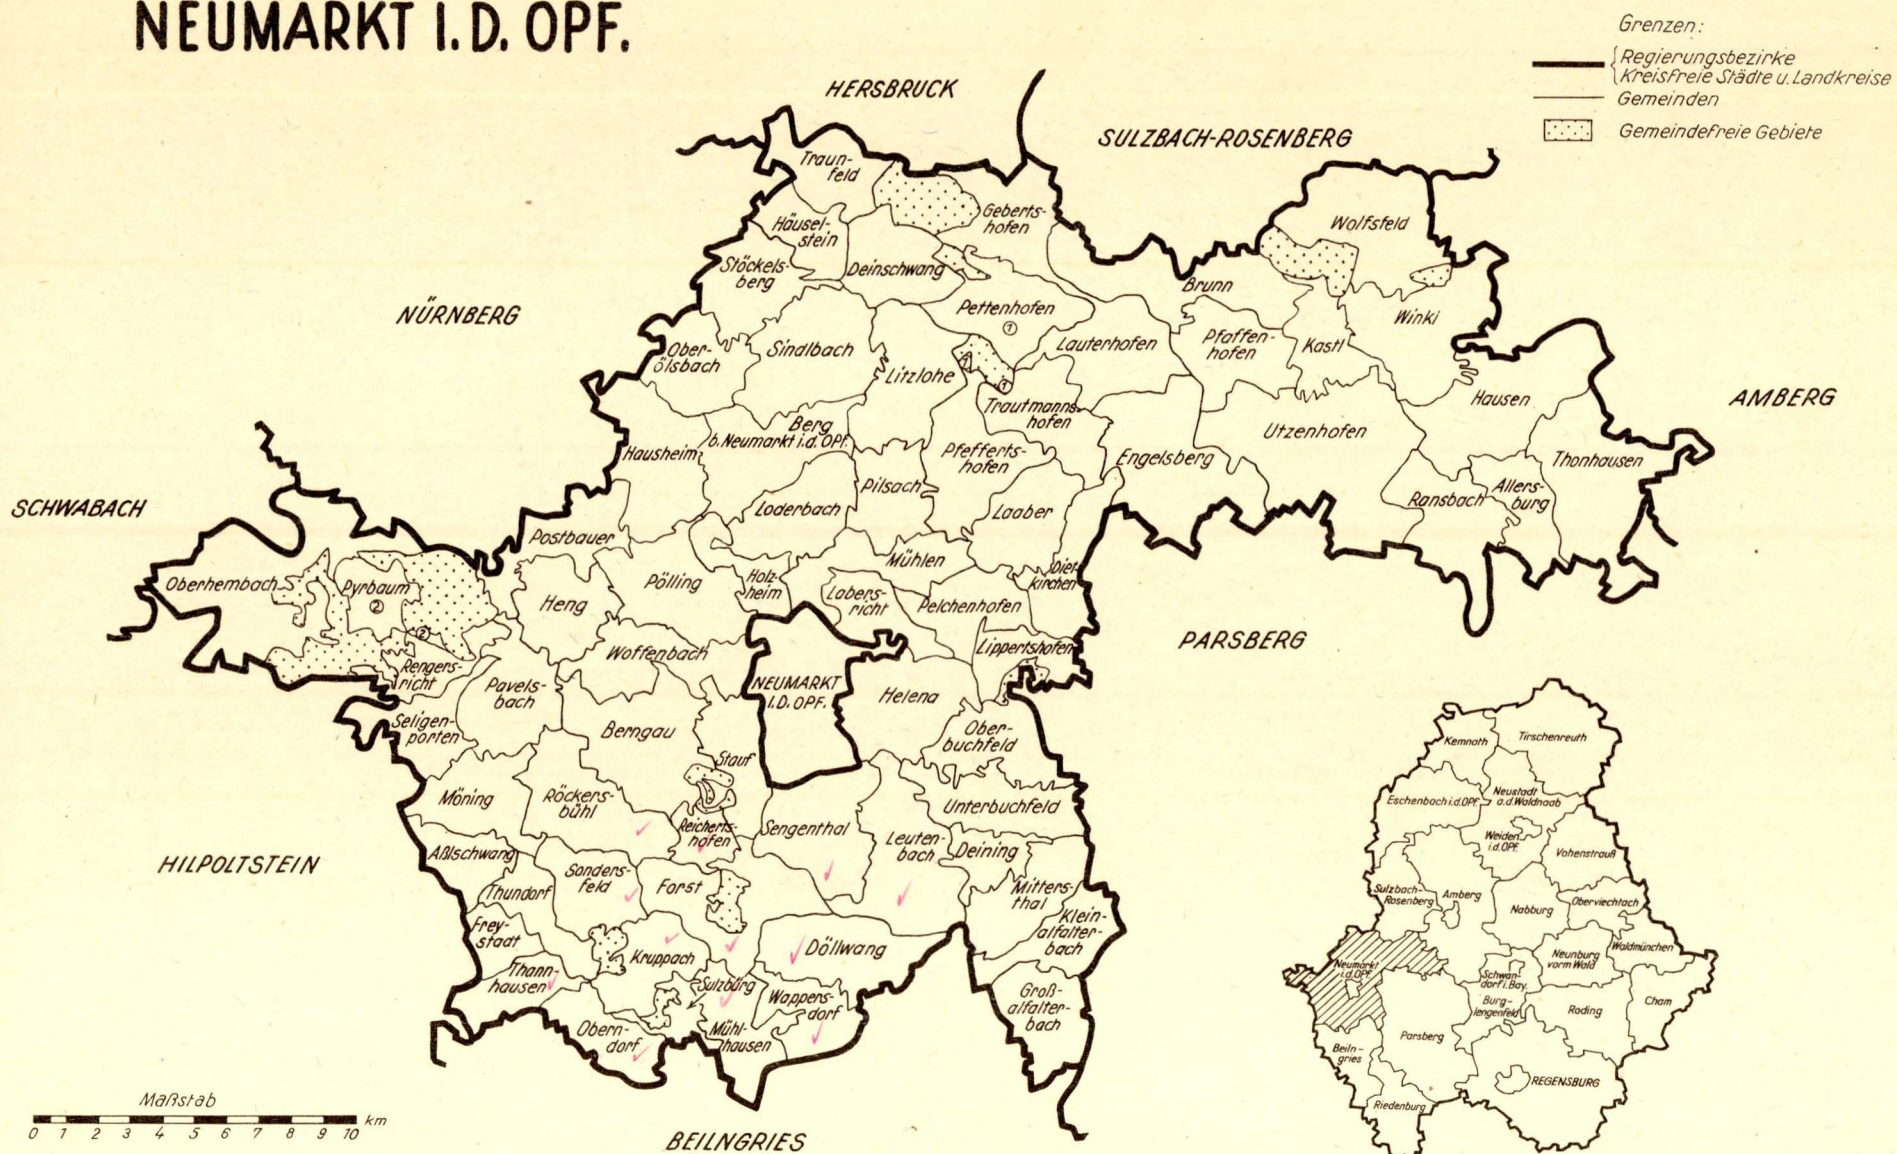 NEUMARKT I.D. OPF.
Grenzen:
Regierungsbezirke
Kreisfreie Städte u. Landkreise
Gemeinden
Gemeindefreie Gebiete
HERSBRUCK
SULZBACH-ROSENBERG
NÜRNBERG
AMBERG
SCHWABACH
PARSBERG
HILPOLTSTEIN
BEILNGRIES
Traun-
feld
Geberts-
hofen
Häusel-
stein
Wolfsfeld
Stöckels-
berg
Deinschwang
Brunn
Pettenhofen
1
Winkl
Ober-
ölsbach
Sindlbach
Litzlohe
1
1
Lauterhofen
Pfaffen-
hofen
Kastl
Trautmanns-
hofen
Hausen
Berg
b. Neumarkt i.d. OPf.
Hausheim
Pfefferts-
hofen
Engelsberg
Utzenhofen
Thonhausen
Pilsach
Ransbach
Allers-
burg
Loderbach
Laaber
Postbauer
Mühlen
Diet-
kirchen
Oberhembach
Pyrbaum
2
2
Heng
Pölling
Holz-
heim
Labers-
richt
Pelchenhofen
Lippertshofen
Rengers-
richt
Woffenbach
Pavels-
bach
NEUMARKT
I.D. OPF.
Helena
Seligen-
porten
Berngau
Ober-
buchfeld
Stauf
Möning
Röckers-
bühl
Unterbuchfeld
Reicherts-
hofen
Sengenthal
Leuten-
bach
Deining
Aßlschwang
Thundorf
Sonders-
feld
Forst
Mitters-
thal
Klein-
alfalter-
bach
Frey-
stadt
Kruppach
Döllwang
Thann-
hausen
Sulzbürg
Wappers-
dorf
Groß-
alfalter-
bach
Obern-
dorf
Mühl-
hausen
Maßstab
0 1 2 3 4 5 6 7 8 9 10 km
Kemnath
Tirschenreuth
Eschenbach i.d. OPf.
Neustadt
a.d. Waldnaab
Weiden
i.d. OPf.
Vohenstrauß
Sulzbach-
Rosenberg
Amberg
Nabburg
Oberviechtach
Neumarkt
i.d. OPf.
Schwan-
dorf i. Bay.
Neunburg
vorm Wald
Waldmünchen
Burg-
lengenfeld
Roding
Cham
Parsberg
Beiln-
gries
REGENSBURG
Riedenburg